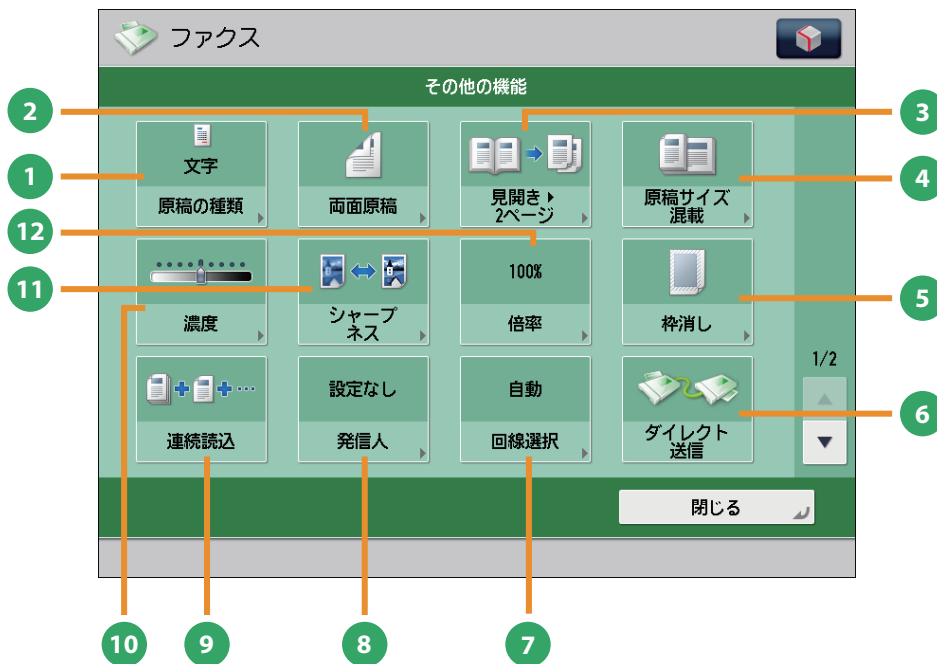 ファクス
その他の機能
2
3
1
4
12
文字
原稿の種類
両面原稿
見開き▶
2ページ
原稿サイズ
混載
11
5
濃度
シャープ
ネス
100%
倍率
枠消し
1/2
6
連続読込
設定なし
発信人
自動
回線選択
ダイレクト
送信
閉じる
10
9
8
7